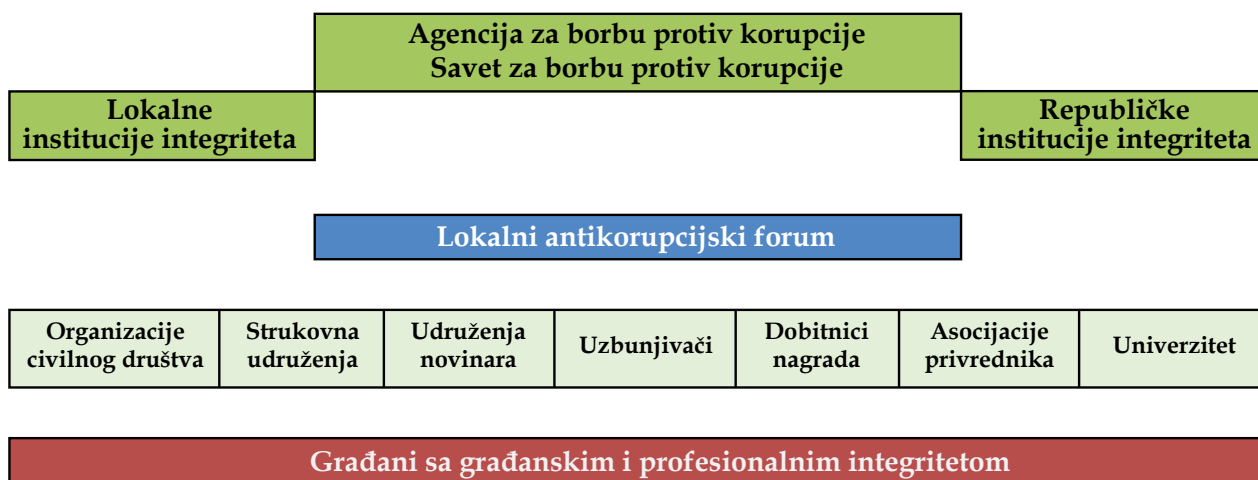 Agencija za borbu protiv korupcije
Savet za borbu protiv korupcije
Lokalne
institucije integriteta
Republičke
institucije integriteta
Lokalni antikorupcijski forum
Organizacije
civilnog društva
Strukovna
udruženja
Udruženja
novinara
Uzbunjivači
Dobitnici
nagrada
Asocijacije
privrednika
Univerzitet
Građani sa građanskim i profesionalnim integritetom